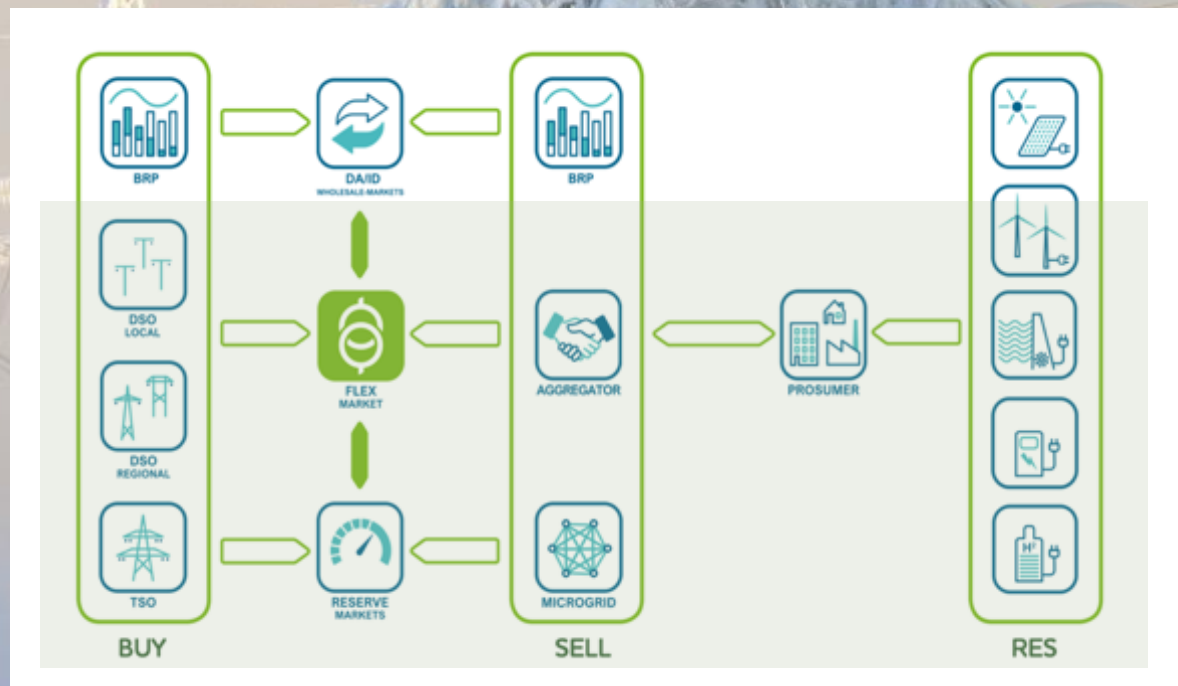 BRP
DA/ID
WHOLESALE-MARKETS
BRP
DSO
LOCAL
FLEX
MARKET
AGGREGATOR
PROSUMER
DSO
REGIONAL
TSO
RESERVE
MARKETS
MICROGRID
H²
BUY
SELL
RES